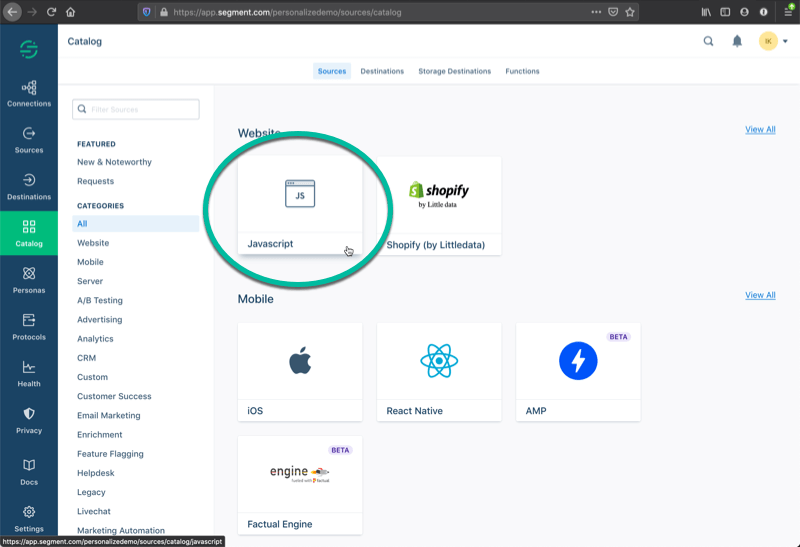 https://app.segment.com/personalizedemo/sources/catalog
Catalog
IK
Sources
Destinations
Storage Destinations
Functions
Connections
Sources
Destinations
Catalog
Personas
Protocols
Health
Privacy
Docs
Settings
Filter Sources
FEATURED
New & Noteworthy
Requests
CATEGORIES
All
Website
Mobile
Server
A/B Testing
Advertising
Analytics
CRM
Custom
Customer Success
Email Marketing
Enrichment
Feature Flagging
Helpdesk
Legacy
Livechat
Marketing Automation
Website
View All
JS
Javascript
shopify
by Littledata
Shopify (by Littledata)
Mobile
View All
iOS
React Native
BETA
AMP
BETA
engine
fueled with factual
Factual Engine
https://app.segment.com/personalizedemo/sources/catalog/javascript